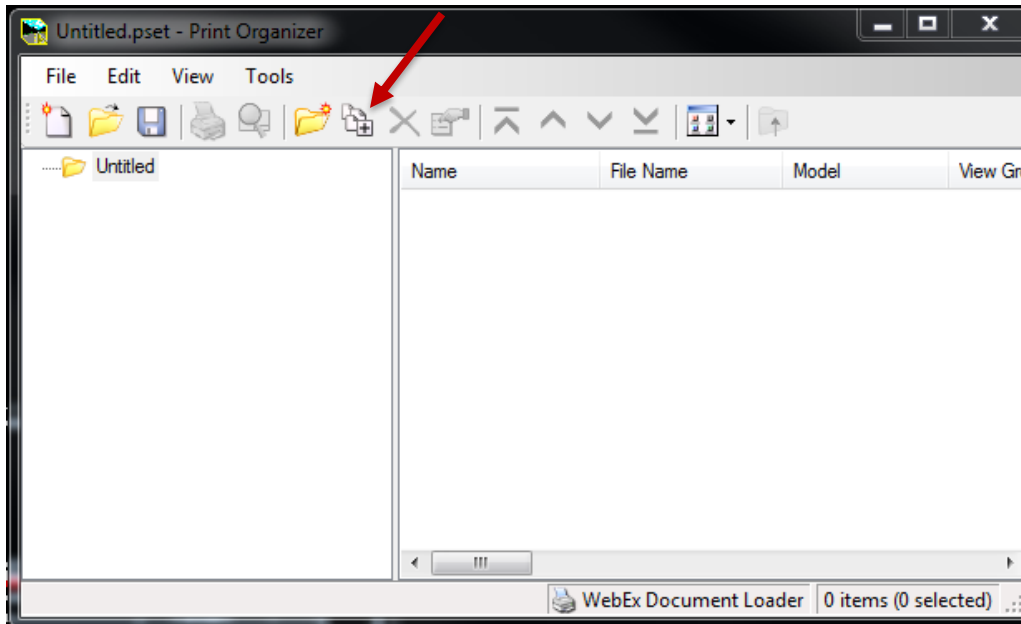 Untitled.pset - Print Organizer
File Edit View Tools
Untitled
Name File Name Model View Gr
WebEx Document Loader 0 items (0 selected)